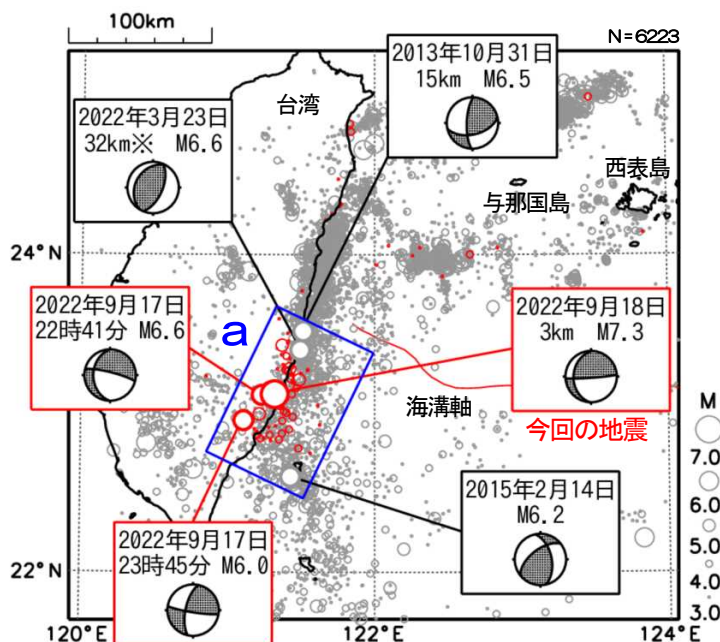 100km
N=6223
2013年10月31日
15km M6.5
台湾
2022年3月23日
32km※ M6.6
西表島
与那国島
24°N
2022年9月17日
22時41分 M6.6
a
2022年9月18日
3km M7.3
海溝軸
今回の地震
M
7.0
6.0
5.0
4.0
3.0
2015年2月14日
M6.2
22°N
2022年9月17日
23時45分 M6.0
120°E
122°E
124°E